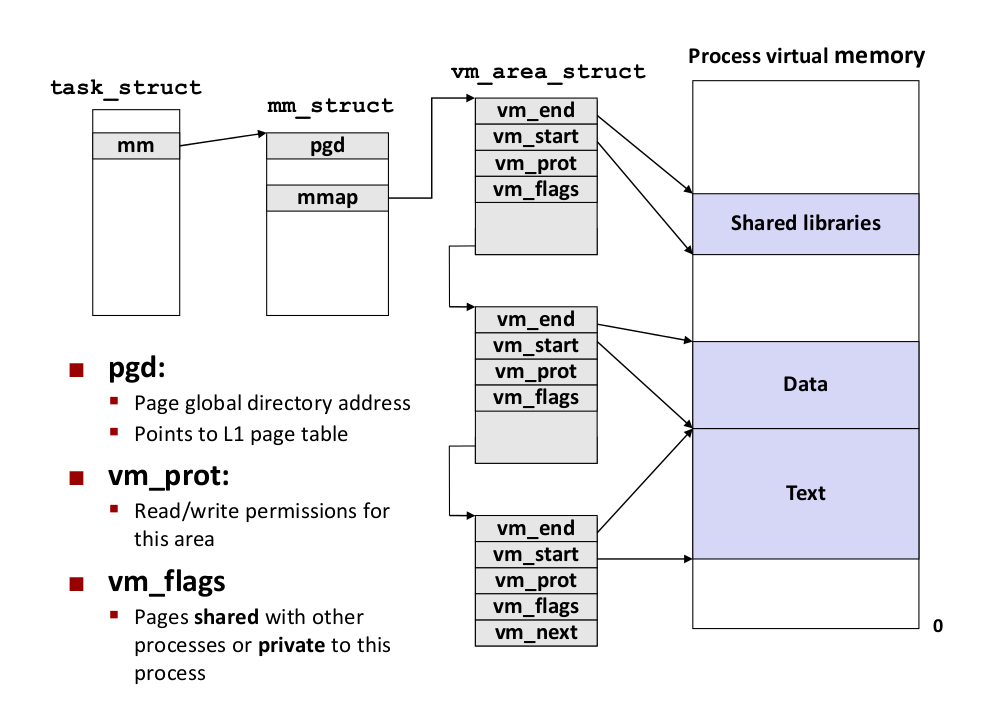 Process virtual memory
task_struct
mm
mm_struct
pgd
mmap
vm_area_struct
vm_end
vm_start
vm_prot
vm_flags
vm_end
vm_start
vm_prot
vm_flags
vm_end
vm_start
vm_prot
vm_flags
vm_next
Shared libraries
Data
Text
0
pgd:
Page global directory address
Points to L1 page table
vm_prot:
Read/write permissions for
this area
vm_flags
Pages shared with other
processes or private to this
process